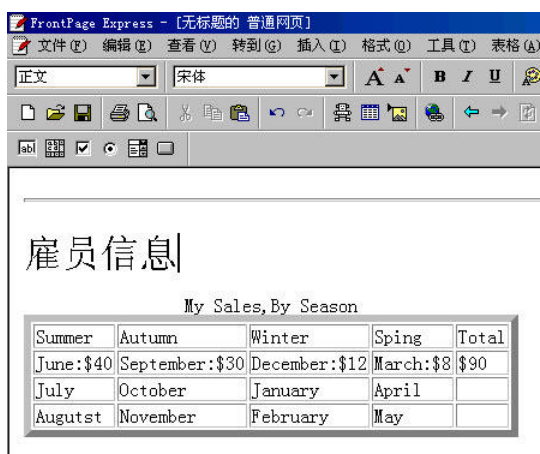 FrontPage Express - [无标题的 普通网页]
文件(F) 编辑(E) 查看(V) 转到(G) 插入(I) 格式(O) 工具(T) 表格(A)
正文 宋体 A A B I U
abl
雇员信息
My Sales,By Season
Summer Autumn Winter Sping Total
June:$40 September:$30 December:$12 March:$8 $90
July October January April
Augutst November February May